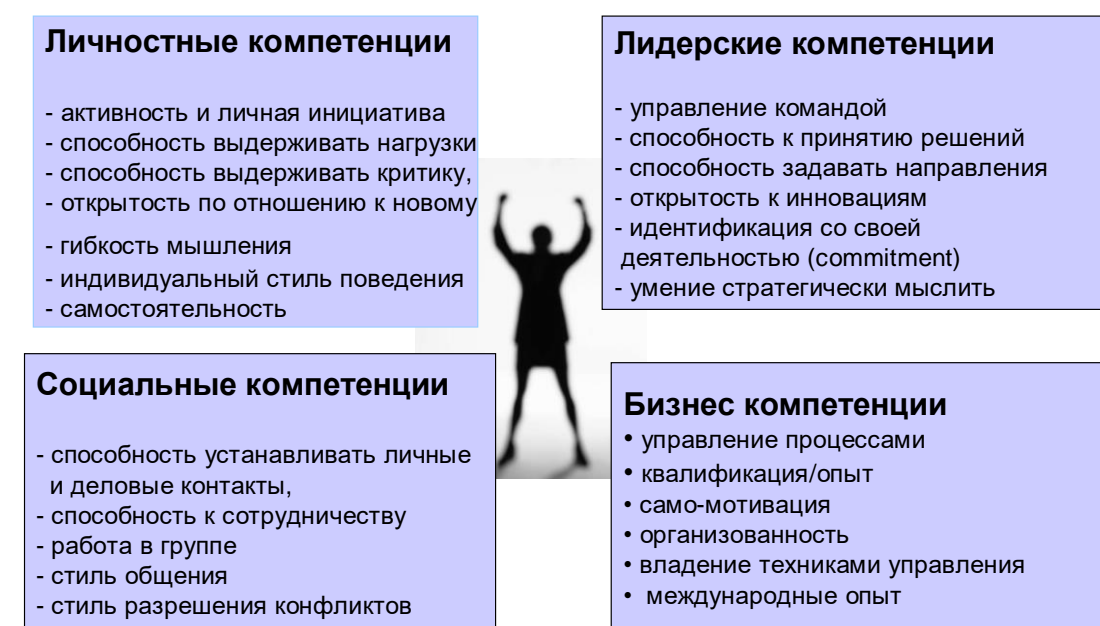 Личностные компетенции
- активность и личная инициатива
- способность выдерживать нагрузки
- способность выдерживать критику,
- открытость по отношению к новому
- гибкость мышления
- индивидуальный стиль поведения
- самостоятельность
Лидерские компетенции
- управление командой
- способность к принятию решений
- способность задавать направления
- открытость к инновациям
- идентификация со своей
деятельностью (commitment)
- умение стратегически мыслить
Социальные компетенции
- способность устанавливать личные
и деловые контакты,
- способность к сотрудничеству
- работа в группе
- стиль общения
- стиль разрешения конфликтов
Бизнес компетенции
• управление процессами
• квалификация/опыт
• само-мотивация
• организованность
• владение техниками управления
• международные опыт